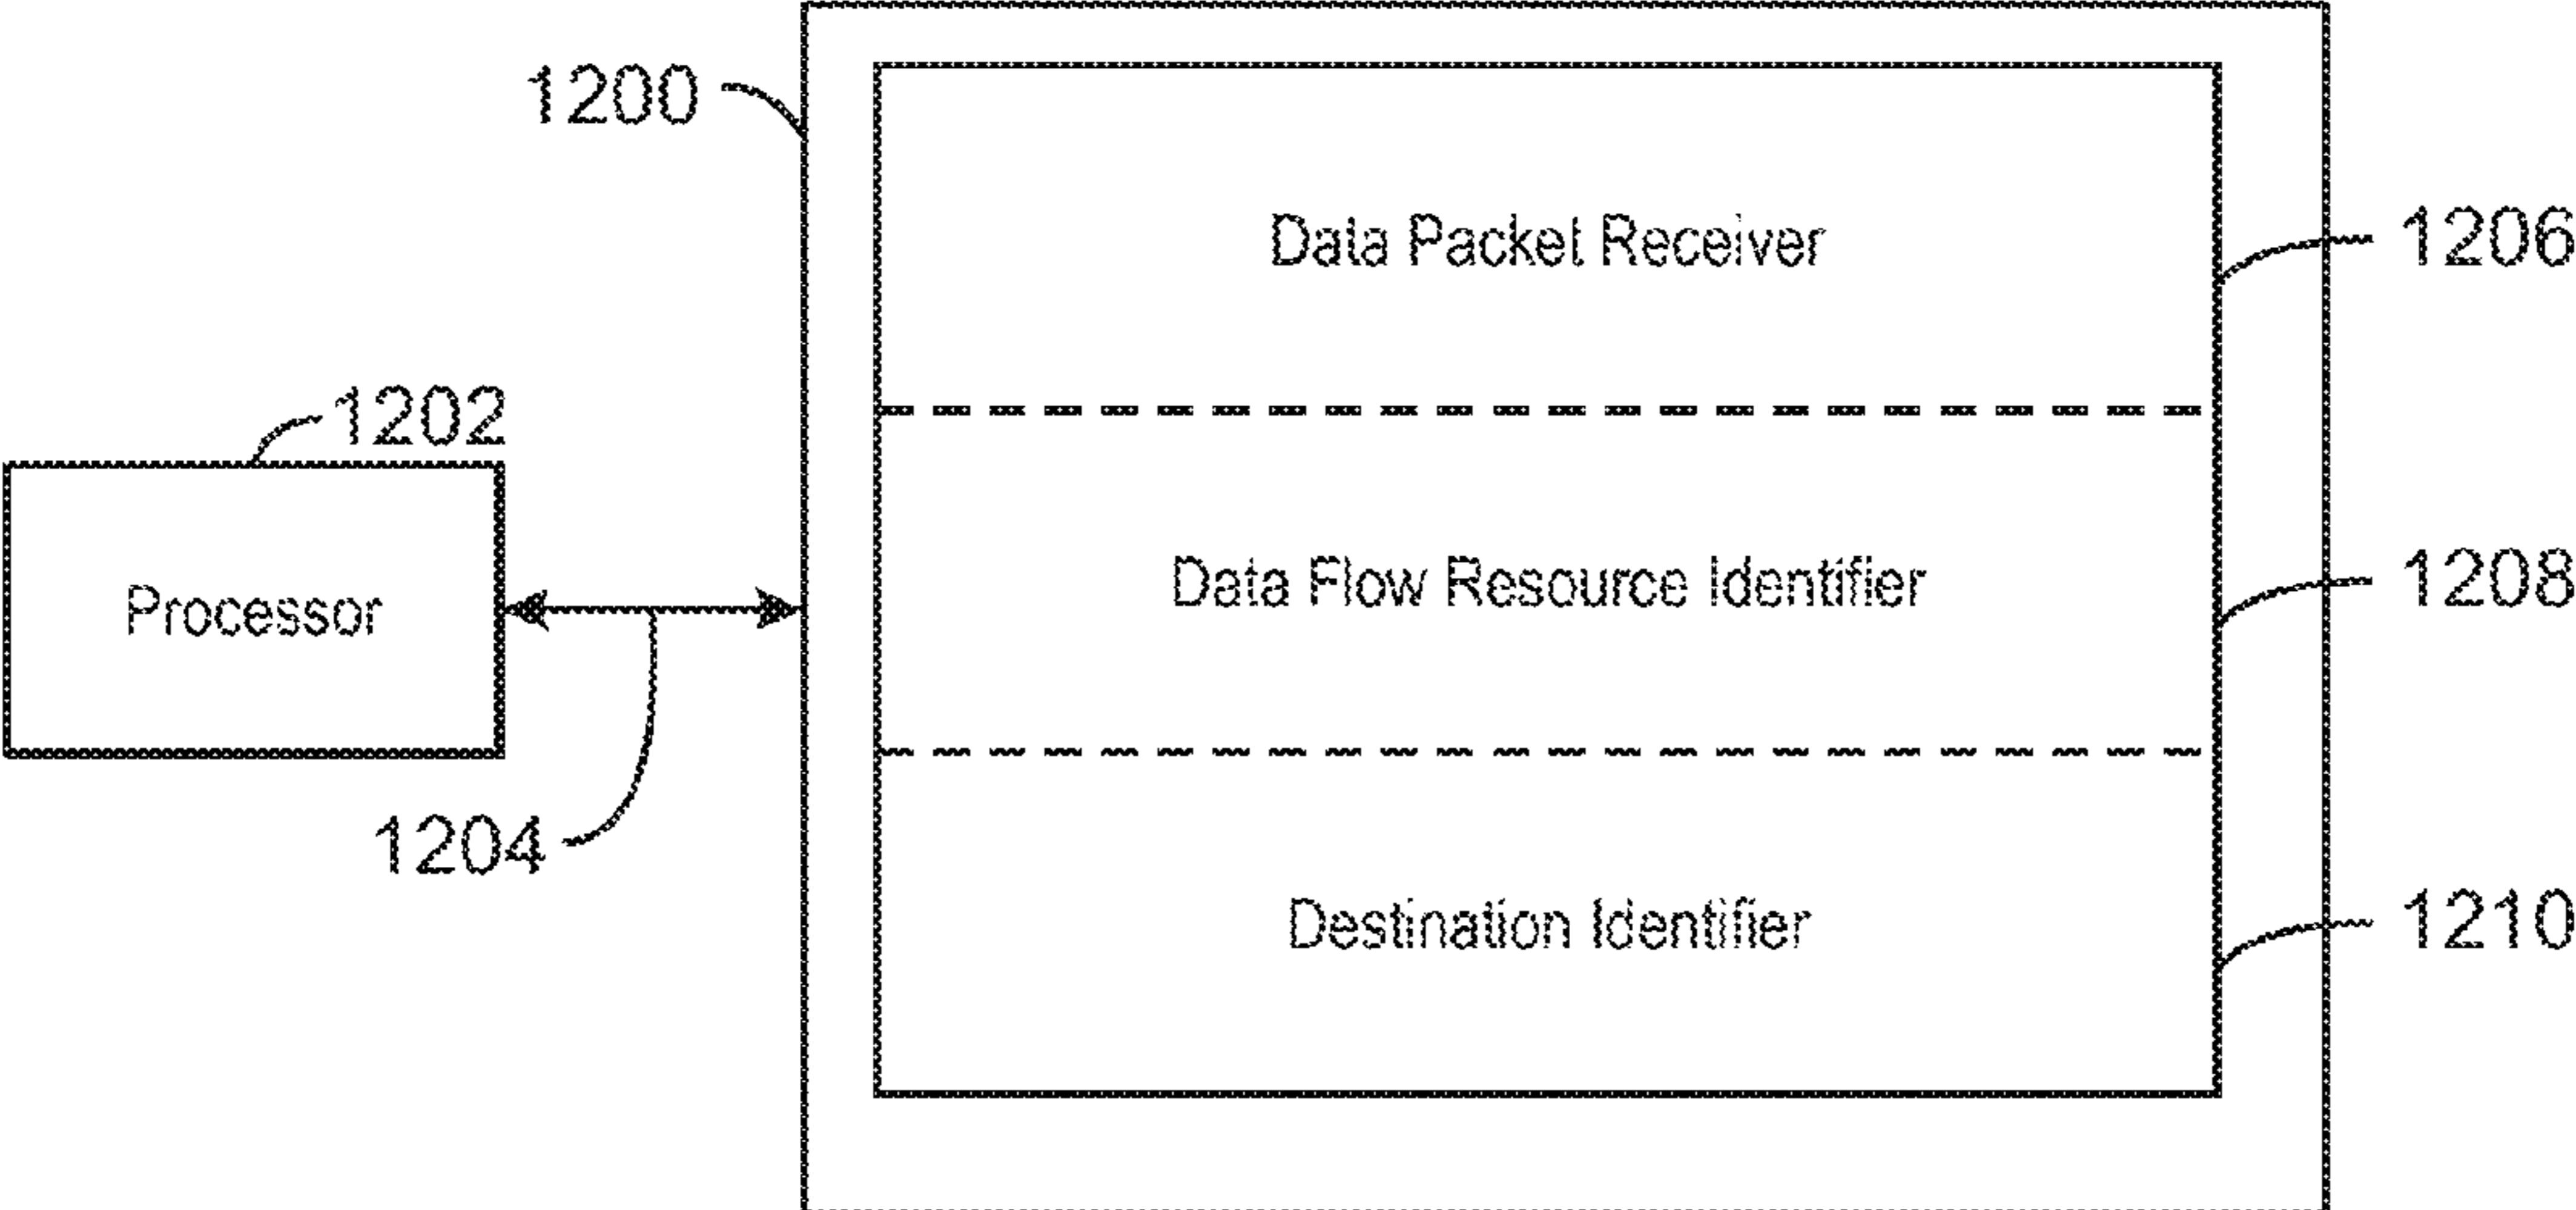 1200
Data Packet Receiver
1206
1202
Processor
Data Flow Resource Identifier
1208
1204
Destination Identifier
1210